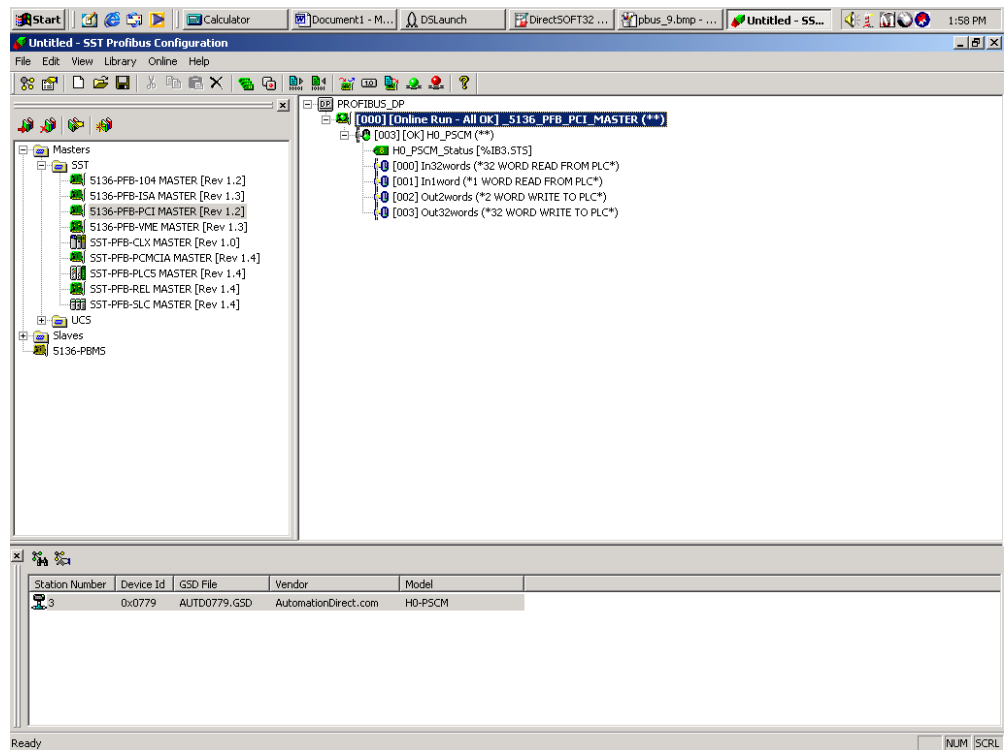 Start Calculator Document1 - M... DSLaunch DirectSOFT32 ... pbus_9.bmp - ... Untitled - SS... 1:58 PM
Untitled - SST Profibus Configuration
File Edit View Library Online Help
PROFIBUS_DP
[000] [Online Run - All OK] _5136_PFB_PCI_MASTER (**)
[003] [OK] H0_PSCM (**)
H0_PSCM_Status [%IB3.STS]
[000] In32words (*32 WORD READ FROM PLC*)
[001] In1word (*1 WORD READ FROM PLC*)
[002] Out2words (*2 WORD WRITE TO PLC*)
[003] Out32words (*32 WORD WRITE TO PLC*)
Masters
SST
5136-PFB-104 MASTER [Rev 1.2]
5136-PFB-ISA MASTER [Rev 1.3]
5136-PFB-PCI MASTER [Rev 1.2]
5136-PFB-VME MASTER [Rev 1.3]
SST-PFB-CLX MASTER [Rev 1.0]
SST-PFB-PCMCIA MASTER [Rev 1.4]
SST-PFB-PLC5 MASTER [Rev 1.4]
SST-PFB-REL MASTER [Rev 1.4]
SST-PFB-SLC MASTER [Rev 1.4]
UCS
Slaves
5136-PBMS
Station Number Device Id GSD File Vendor Model
3 0x0779 AUTD0779.GSD AutomationDirect.com H0-PSCM
Ready NUM SCRL